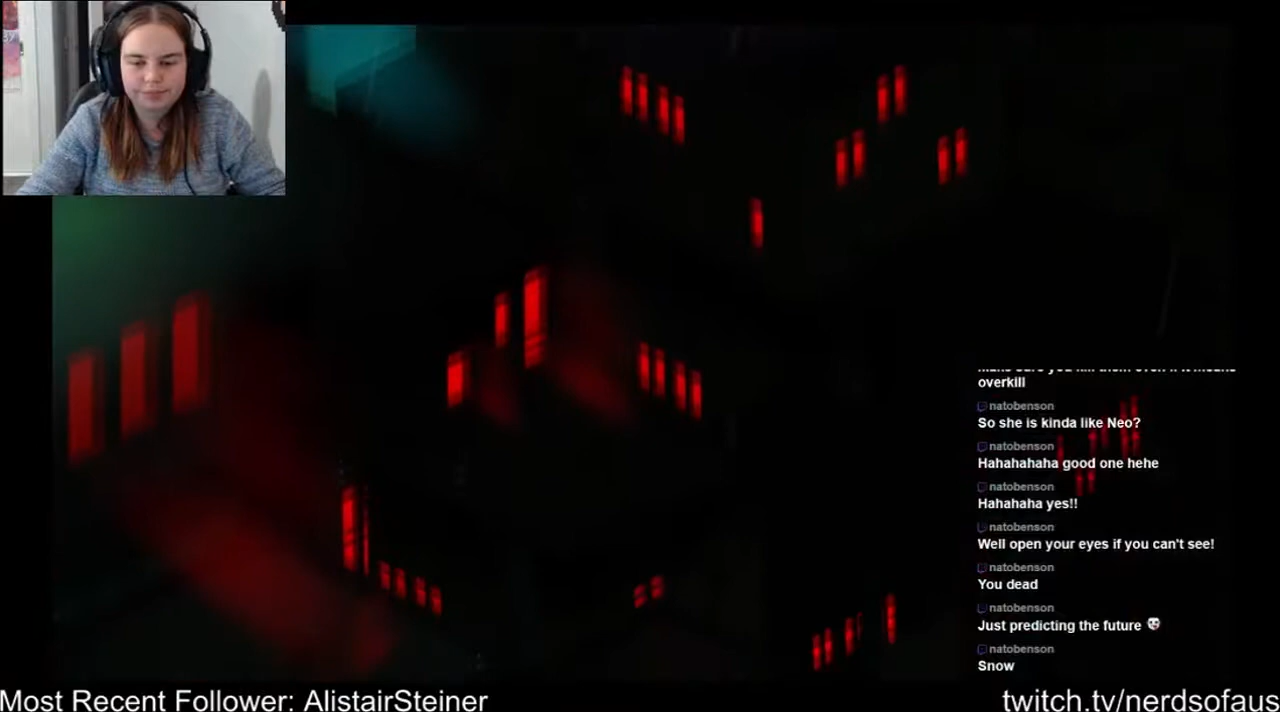 overkill
natobenson
So she is kinda like Neo?
natobenson
Hahahahaha good one hehe
natobenson
Hahahaha yes!!
natobenson
Well open your eyes if you can't see!
natobenson
You dead
natobenson
Just predicting the future
natobenson
Snow
Most Recent Follower: AlistairSteiner
twitch.tv/nerdsofaus